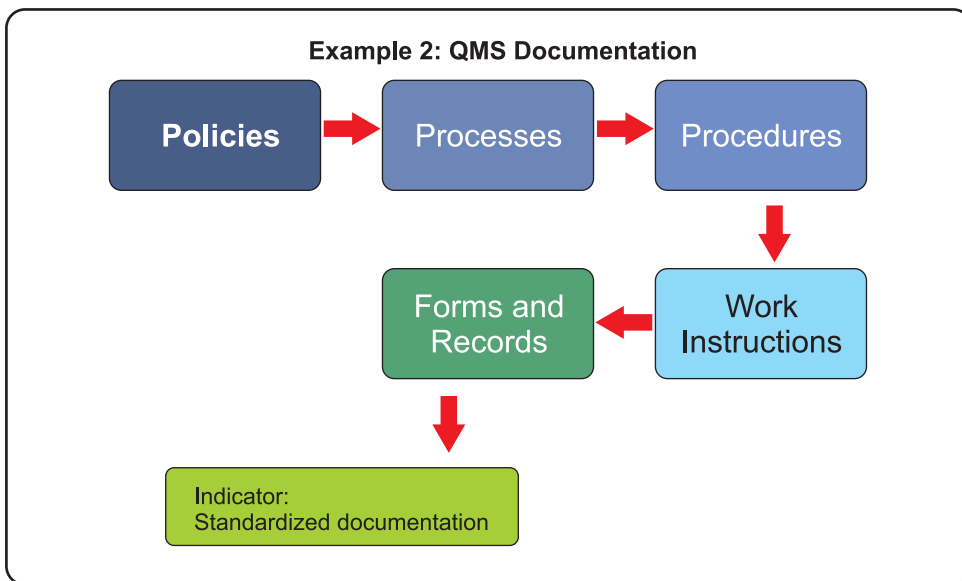 Example 2: QMS Documentation
Policies
Processes
Procedures
Forms and
Records
Work
Instructions
Indicator:
Standardized documentation